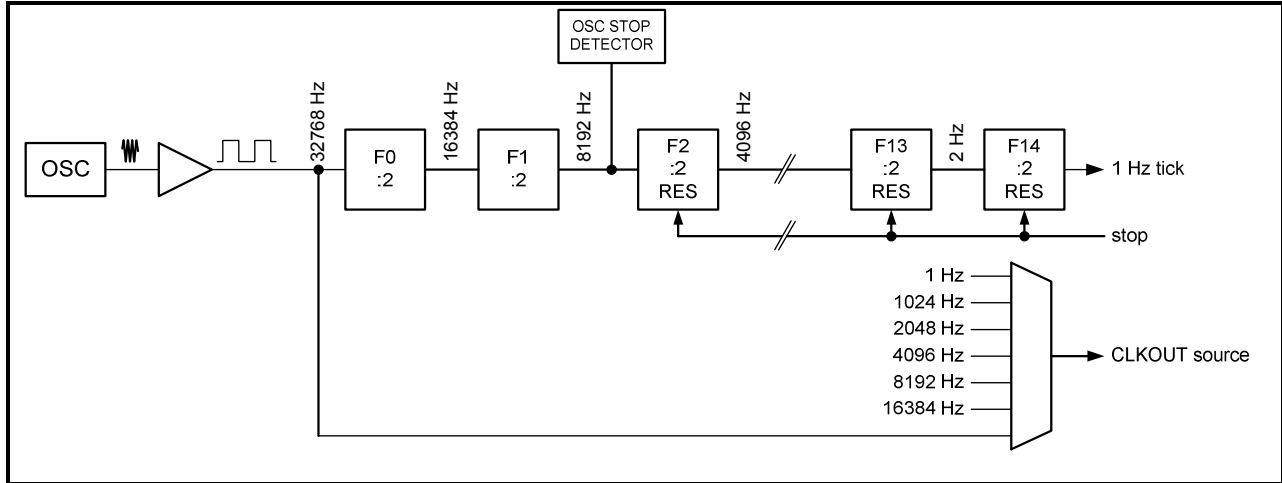 OSC STOP
DETECTOR
OSC
32768 Hz
F0
:2
16384 Hz
F1
:2
8192 Hz
F2
:2
RES
4096 Hz
F13
:2
RES
2 Hz
F14
:2
RES
1 Hz tick
stop
1 Hz
1024 Hz
2048 Hz
4096 Hz
8192 Hz
16384 Hz
CLKOUT source